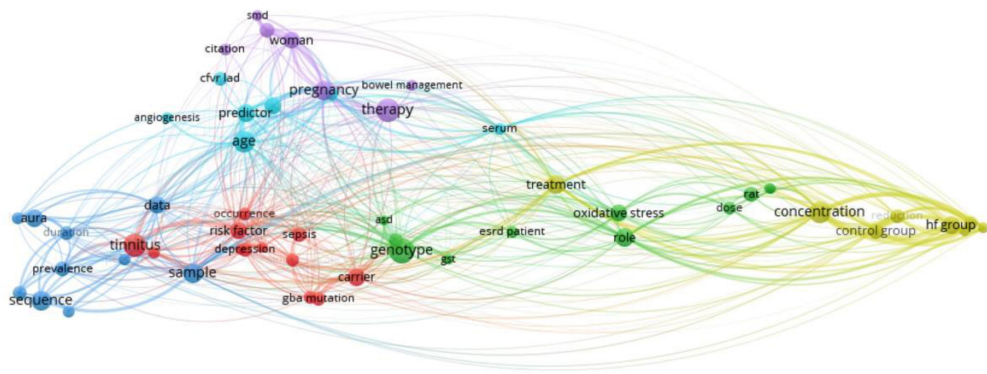 smd
woman
citation
cfvr lad
pregnancy
bowel management
therapy
predictor
angiogenesis
serum
age
treatment
rat
data
dose
concentration
reduction
aura
occurrence
asd
oxidative stress
duration
risk factor
sepsis
esrd patient
role
control group
hf group
tinnitus
depression
genotype
gst
prevalence
sample
carrier
sequence
gba mutation